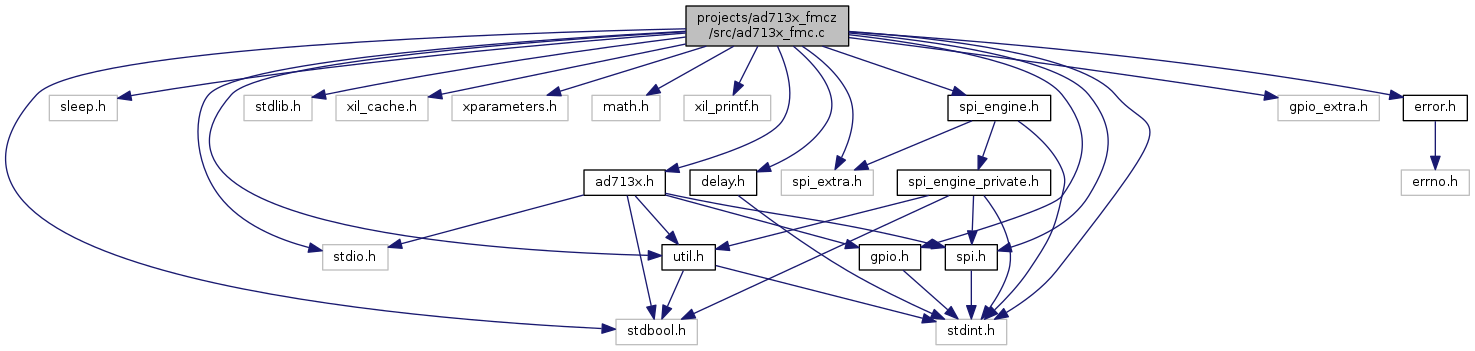 projects/ad713x_fmcz
/src/ad713x_fmc.c
sleep.h
stdlib.h
xil_cache.h
xparameters.h
math.h
xil_printf.h
spi_engine.h
gpio_extra.h
error.h
ad713x.h
delay.h
spi_extra.h
spi_engine_private.h
errno.h
stdio.h
util.h
gpio.h
spi.h
stdbool.h
stdint.h